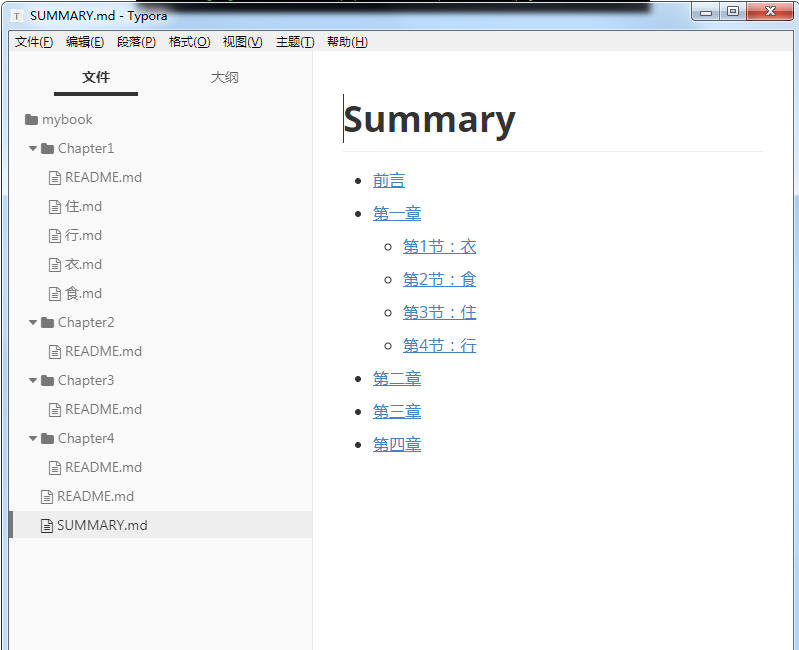 SUMMARY.md - Typora
文件(F) 编辑(E) 段落(P) 格式(O) 视图(V) 主题(T) 帮助(H)
文件 大纲
mybook
Chapter1
README.md
住.md
行.md
衣.md
食.md
Chapter2
README.md
Chapter3
README.md
Chapter4
README.md
README.md
SUMMARY.md
Summary
前言
第一章
第1节：衣
第2节：食
第3节：住
第4节：行
第二章
第三章
第四章